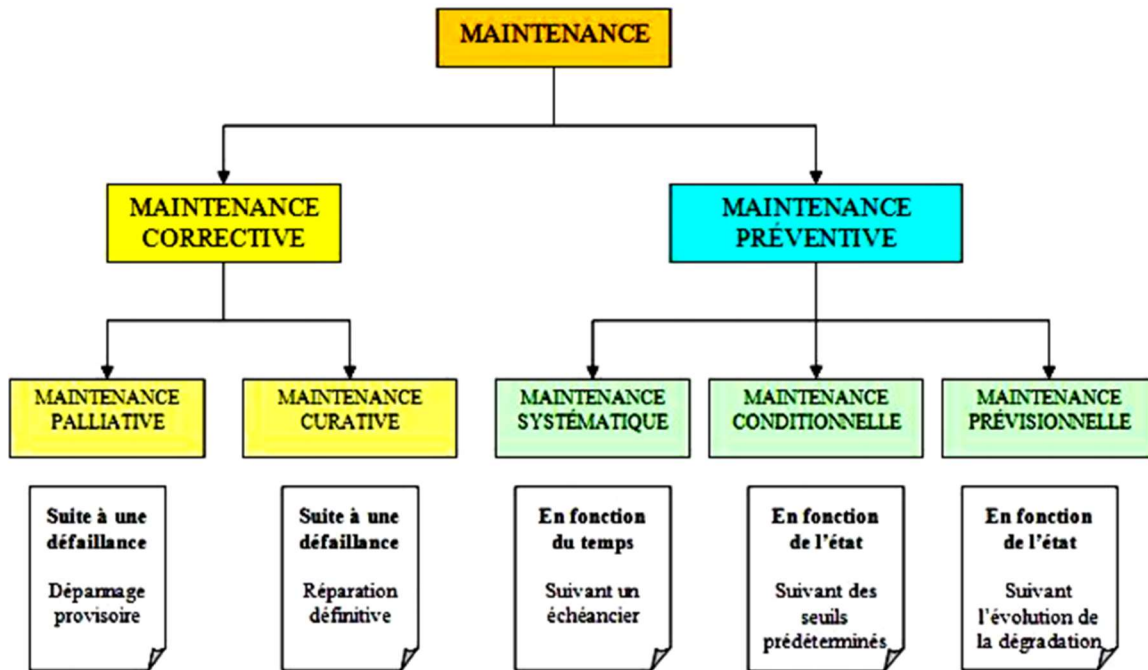 MAINTENANCE
MAINTENANCE
CORRECTIVE
MAINTENANCE
PRÉVENTIVE
MAINTENANCE
PALLIATIVE
MAINTENANCE
CURATIVE
MAINTENANCE
SYSTÉMATIQUE
MAINTENANCE
CONDITIONNELLE
MAINTENANCE
PRÉVISIONNELLE
Suite à une
défaillance
Dépannage
provisoire
Suite à une
défaillance
Réparation
définitive
En fonction
du temps
Suivant un
échéancier
En fonction
de l'état
Suivant des
seuils
prédéterminés
En fonction
de l'état
Suivant
l'évolution de
la dégradation